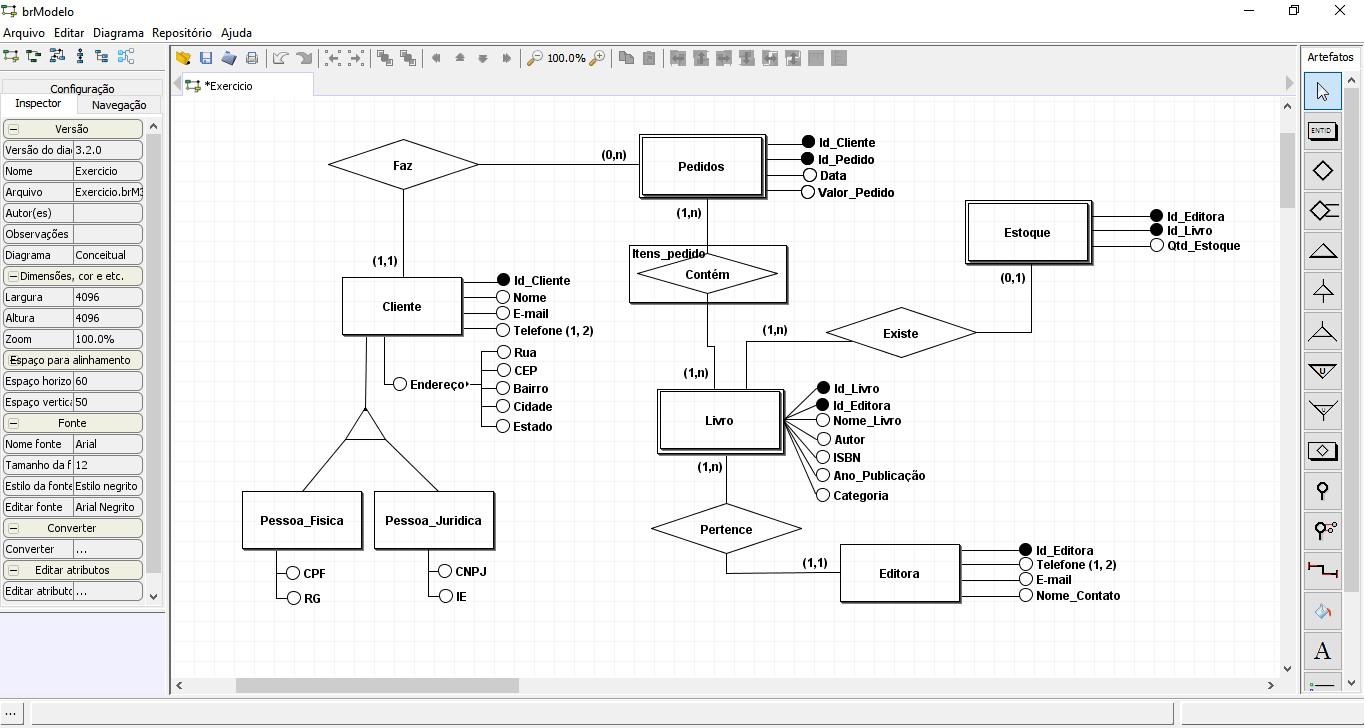 brModelo
Arquivo Editar Diagrama Repositório Ajuda
100.0%
Artefatos
*Exercicio
Configuração
Inspector Navegação
Versão
Versão do dia 3.2.0
Nome Exercicio
Arquivo Exercicio.brM3
Autor(es)
Observações
Diagrama Conceitual
Dimensões, cor e etc.
Largura 4096
Altura 4096
Zoom 100.0%
Espaço para alinhamento
Espaço horizo 60
Espaço vertica 50
Fonte
Nome fonte Arial
Tamanho da f 12
Estilo da fonte Estilo negrito
Editar fonte Arial Negrito
Converter
Converter ...
Editar atributos
Editar atributo ...
Faz
(0,n)
Pedidos
Id_Cliente
Id_Pedido
Data
Valor_Pedido
(1,n)
(1,1)
Itens_pedido
Contém
Estoque
Id_Editora
Id_Livro
Qtd_Estoque
(0,1)
Cliente
Id_Cliente
Nome
E-mail
Telefone (1, 2)
Endereço
Rua
CEP
Bairro
Cidade
Estado
(1,n)
Existe
(1,n)
Livro
Id_Livro
Id_Editora
Nome_Livro
Autor
ISBN
Ano_Publicação
Categoria
(1,n)
Pessoa_Fisica
Pessoa_Juridica
CPF
RG
CNPJ
IE
Pertence
(1,1)
Editora
Id_Editora
Telefone (1, 2)
E-mail
Nome_Contato
ENTID
U
A
...